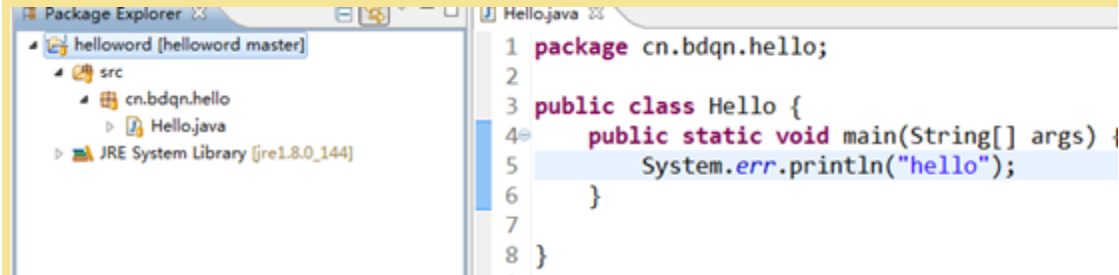 Package Explorer
helloword [helloword master]
src
cn.bdqn.hello
Hello.java
JRE System Library [jre1.8.0_144]
Hello.java
1 package cn.bdqn.hello;
2
3 public class Hello {
4 public static void main(String[] args) {
5 System.err.println("hello");
6 }
7
8 }